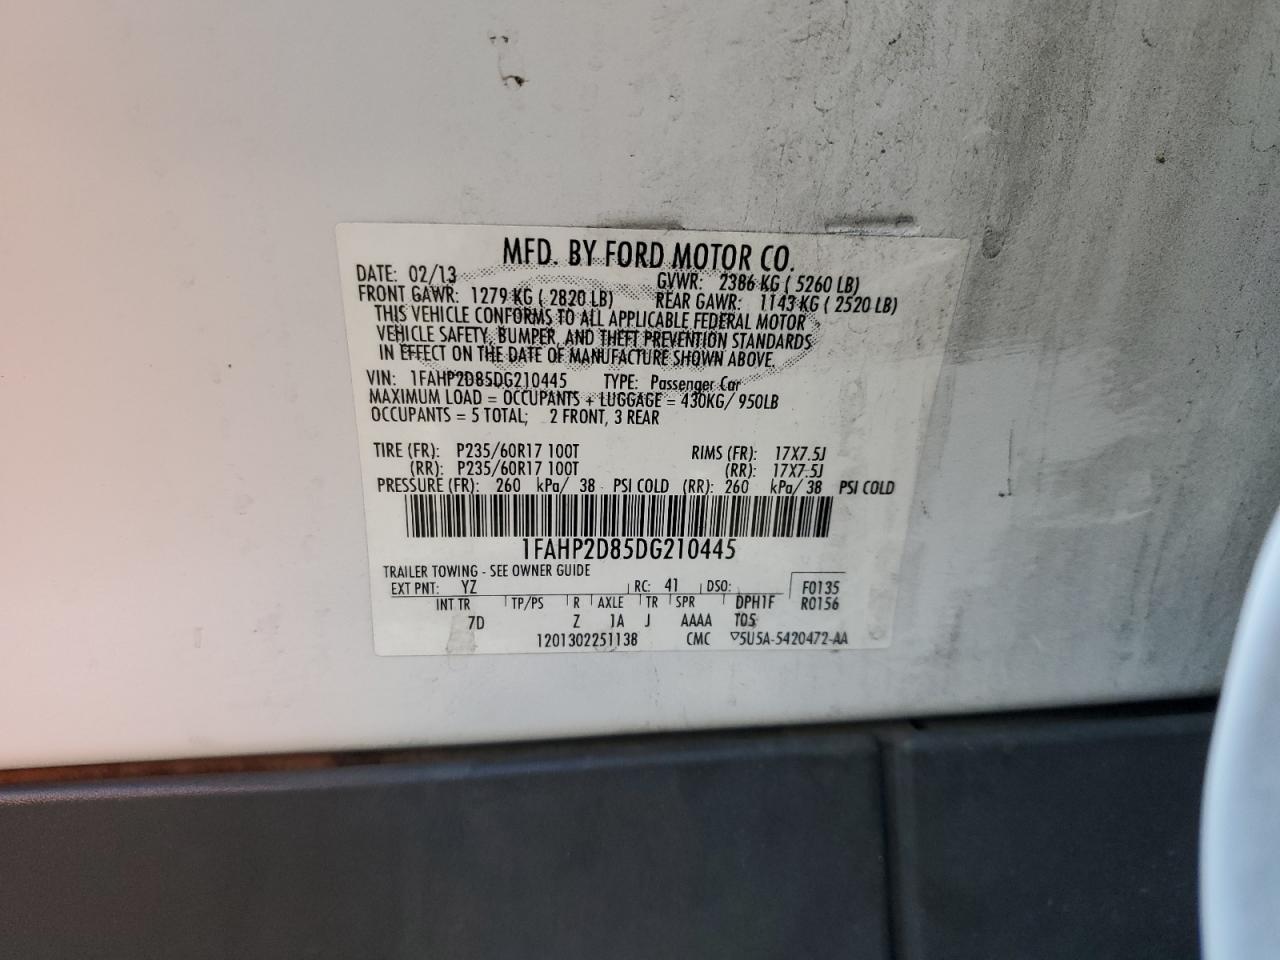 MFD. BY FORD MOTOR CO.
DATE: 02/13 GVWR: 2386 KG ( 5260 LB)
FRONT GAWR: 1279 KG ( 2820 LB) REAR GAWR: 1143 KG ( 2520 LB)
THIS VEHICLE CONFORMS TO ALL APPLICABLE FEDERAL MOTOR
VEHICLE SAFETY, BUMPER, AND THEFT PREVENTION STANDARDS
IN EFFECT ON THE DATE OF MANUFACTURE SHOWN ABOVE.
VIN: 1FAHP2D85DG210445 TYPE: Passenger Car
MAXIMUM LOAD = OCCUPANTS + LUGGAGE = 430KG/ 950LB
OCCUPANTS = 5 TOTAL; 2 FRONT, 3 REAR
TIRE (FR): P235/60R17 100T RIMS (FR): 17X7.5J
(RR): P235/60R17 100T (RR): 17X7.5J
PRESSURE (FR): 260 kPa/ 38 PSI COLD (RR): 260 kPa/ 38 PSI COLD
1FAHP2D85DG210445
TRAILER TOWING - SEE OWNER GUIDE
EXT PNT: YZ RC: 41 DSO: F0135
INT TR TP/PS R AXLE TR SPR DPH1F R0156
7D Z 1A J AAAA TDS
1201302251138 CMC ▽5U5A-5420472-AA